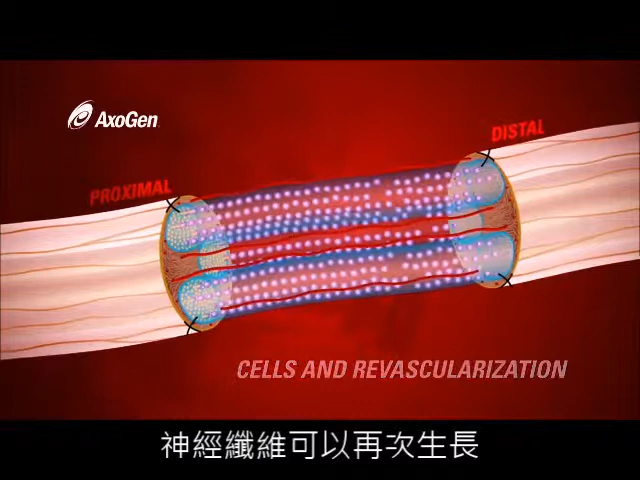 AxoGen
DISTAL
PROXIMAL
CELLS AND REVASCULARIZATION
神經纖維可以再次生長